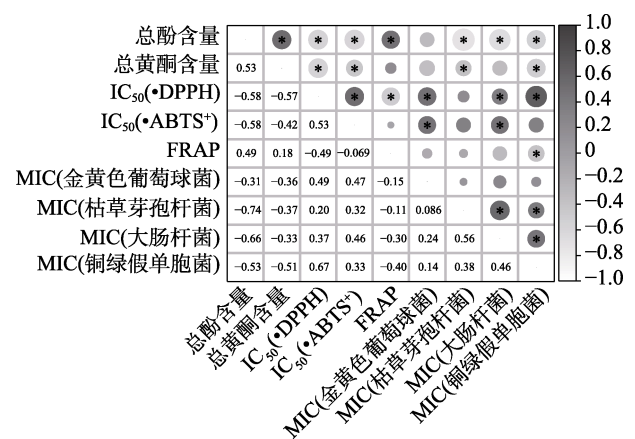 总酚含量 * * * * * * *
总黄酮含量 0.53 * * * *
IC50(•DPPH) −0.58 −0.57 * * * * *
IC50(•ABTS+) −0.58 −0.42 0.53 * *
FRAP 0.49 0.18 −0.49 −0.069 *
MIC(金黄色葡萄球菌) −0.31 −0.36 0.49 0.47 −0.15
MIC(枯草芽孢杆菌) −0.74 −0.37 0.20 0.32 −0.11 0.086 * *
MIC(大肠杆菌) −0.66 −0.33 0.37 0.46 −0.30 0.24 0.56 *
MIC(铜绿假单胞菌) −0.53 −0.51 0.67 0.33 −0.40 0.14 0.38 0.46
1.0
0.8
0.6
0.4
0.2
0
−0.2
−0.4
−0.6
−0.8
−1.0
总酚含量
总黄酮含量
IC50(•DPPH)
IC50(•ABTS+)
FRAP
MIC(金黄色葡萄球菌)
MIC(枯草芽孢杆菌)
MIC(大肠杆菌)
MIC(铜绿假单胞菌)